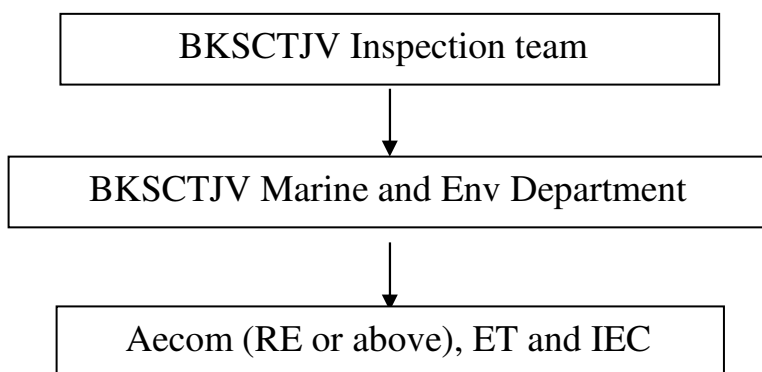 BKSCTJV Inspection team
BKSCTJV Marine and Env Department
Aecom (RE or above), ET and IEC